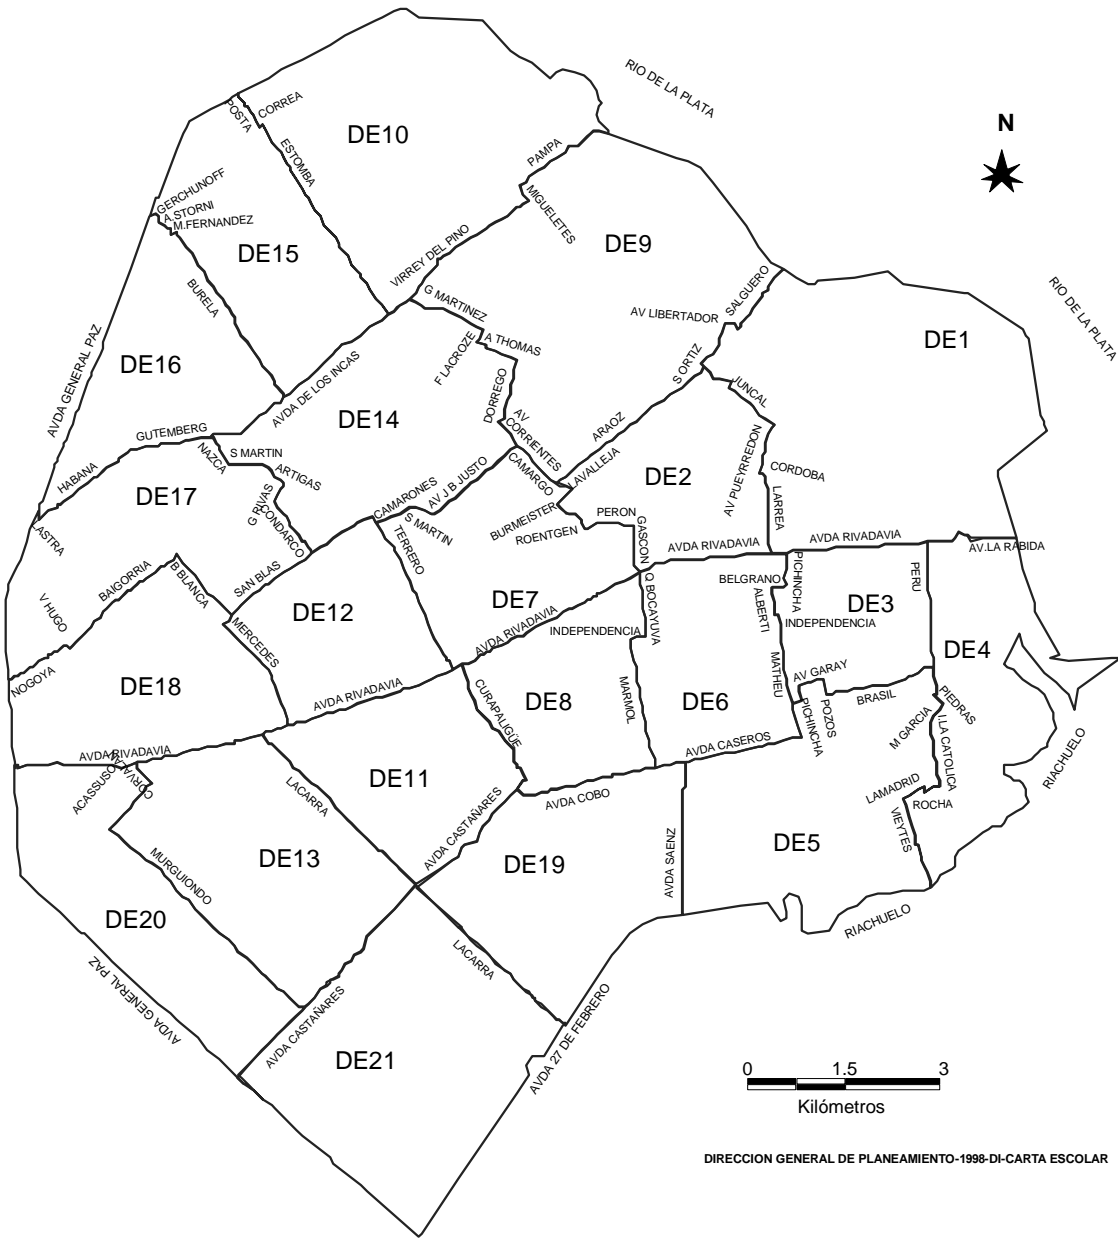 RIO DE LA PLATA
CORREA
POSTA
DE10
N
ESTOMBA
PAMPA
GERCHUNOFF
A.STORNI
M.FERNANDEZ
MIGUELETES
DE15
VIRREY DEL PINO
DE9
RIO DE LA PLATA
BURELA
G MARTINEZ
SALGUERO
AV LIBERTADOR
AVDA GENERAL PAZ
DE16
F LACROZE
A THOMAS
S ORTIZ
DE1
AVDA DE LOS INCAS
DORREGO
JUNCAL
DE14
AV
CORRIENTES
ARAOZ
GUTEMBERG
NAZCA
S MARTIN
ARTIGAS
HABANA
DE17
G RIVAS
CONDARCO
CAMARONES
AV J B JUSTO
CAMARGO
LAVALLEJA
DE2
AV PUEYRREDON
CORDOBA
LARREA
LASTRA
S MARTIN
TERRERO
BURMEISTER
ROENTGEN
PERON
GASCON
AVDA RIVADAVIA
AVDA RIVADAVIA
AV.LA RABIDA
BAIGORRIA
B BLANCA
SAN BLAS
V HUGO
MERCEDES
DE12
DE7
Q BOCAYUVA
BELGRANO
ALBERTI
PICHINCHA
DE3
PERU
AVDA RIVADAVIA
INDEPENDENCIA
INDEPENDENCIA
DE4
NOGOYA
DE18
AVDA RIVADAVIA
CURAPALIGÜE
DE8
MARMOL
DE6
MATHEU
AV GARAY
PICHINCHA
POZOS
BRASIL
M GARCIA
PIEDRAS
I.LA CATOLICA
AVDA RIVADAVIA
AVDA CASEROS
ACASSUSO
CORVALAN
LACARRA
DE11
AVDA COBO
LAMADRID
ROCHA
VIEYTES
RIACHUELO
MURGUIONDO
DE13
AVDA CASTAÑARES
DE19
AVDA SAENZ
DE5
DE20
RIACHUELO
AVDA GENERAL PAZ
LACARRA
AVDA CASTAÑARES
AVDA 27 DE FEBRERO
DE21
0 1.5 3
Kilómetros
DIRECCION GENERAL DE PLANEAMIENTO-1998-DI-CARTA ESCOLAR